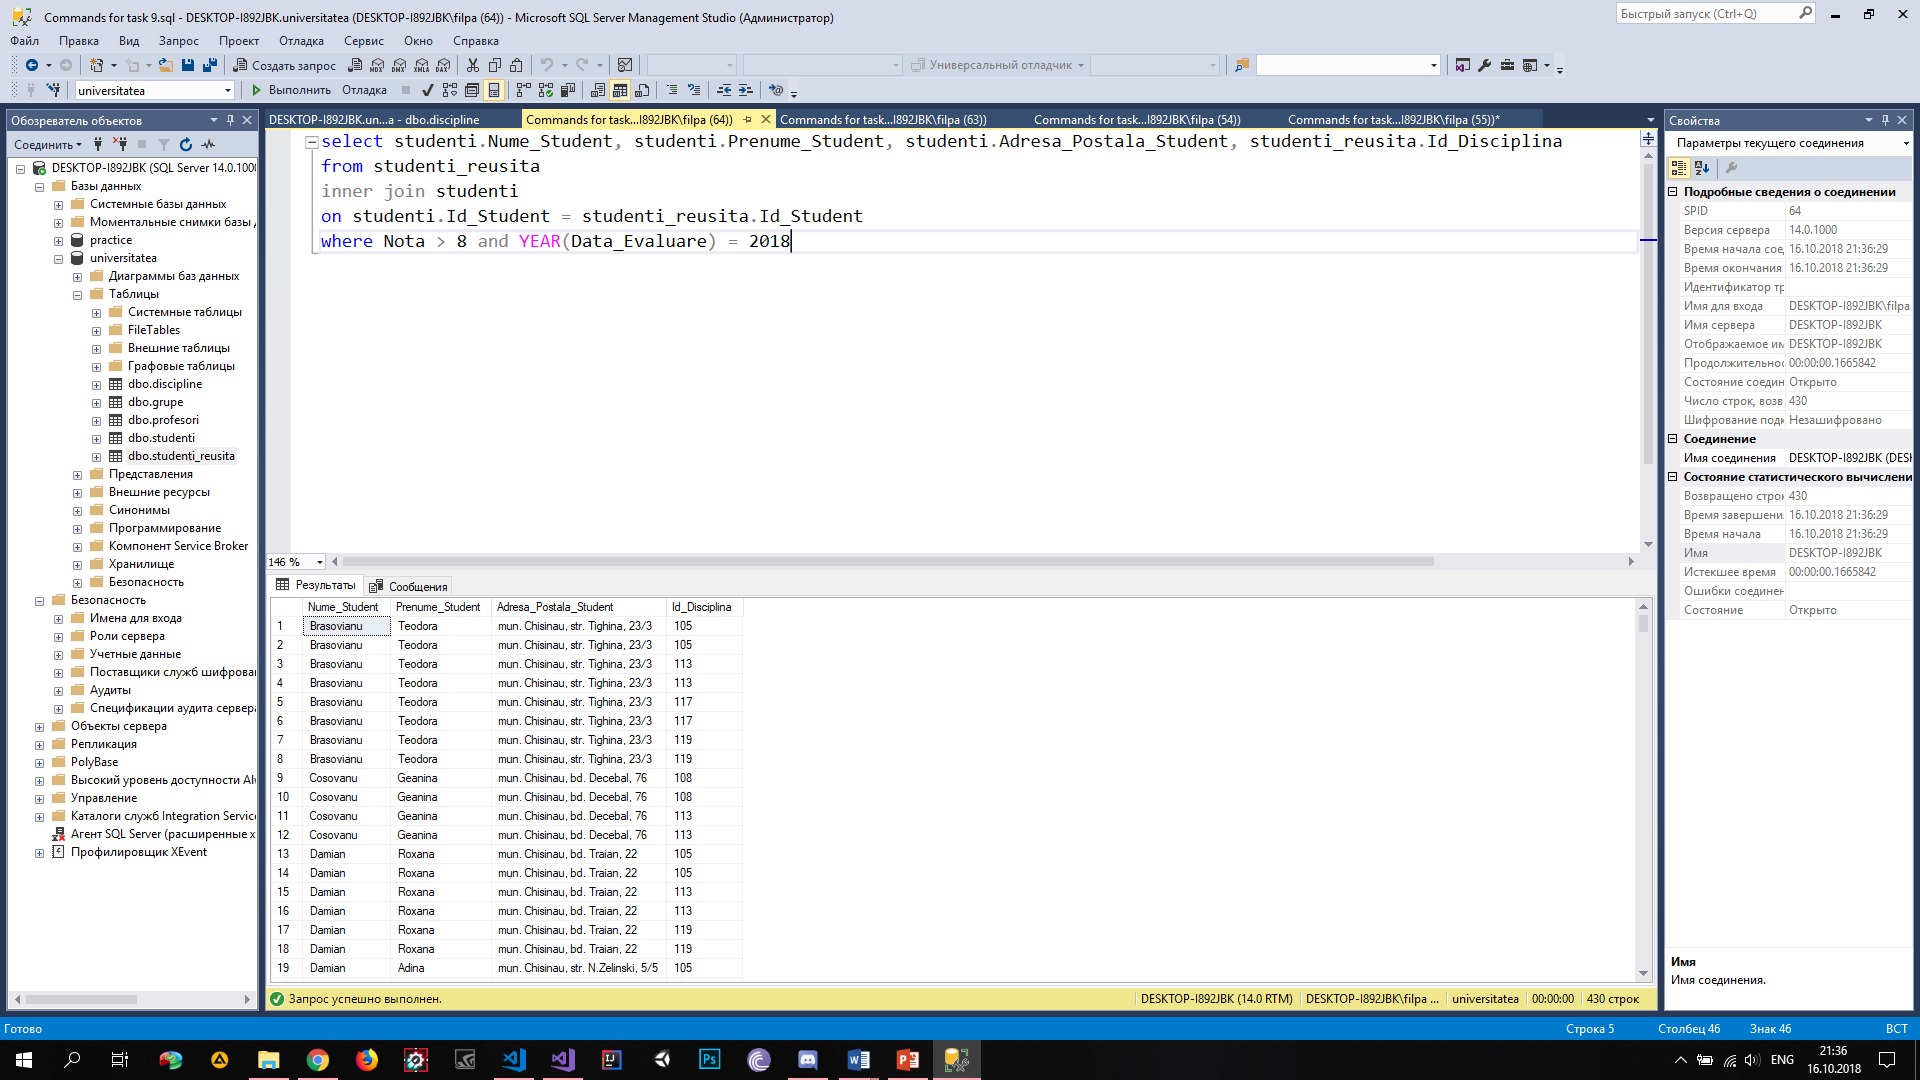 Commands for task 9.sql - DESKTOP-I892JBK.universitatea (DESKTOP-I892JBK\filpa (64)) - Microsoft SQL Server Management Studio (Администратор)
Быстрый запуск (Ctrl+Q)
Файл Правка Вид Запрос Проект Отладка Сервис Окно Справка
Создать запрос MDX DMX XMLA DAX Универсальный отладчик
universitatea Выполнить Отладка
Обозреватель объектов
Соединить
DESKTOP-I892JBK (SQL Server 14.0.1000
Базы данных
Системные базы данных
Моментальные снимки базы
practice
universitatea
Диаграммы баз данных
Таблицы
Системные таблицы
FileTables
Внешние таблицы
Графовые таблицы
dbo.discipline
dbo.grupe
dbo.profesori
dbo.studenti
dbo.studenti_reusita
Представления
Внешние ресурсы
Синонимы
Программирование
Компонент Service Broker
Хранилище
Безопасность
Безопасность
Имена для входа
Роли сервера
Учетные данные
Поставщики служб шифрова
Аудиты
Спецификации аудита сервер
Объекты сервера
Репликация
PolyBase
Высокий уровень доступности Al
Управление
Каталоги служб Integration Servic
Агент SQL Server (расширенные х
Профилировщик XEvent
DESKTOP-I892JBK.un...a - dbo.discipline Commands for task...I892JBK\filpa (64)) Commands for task...I892JBK\filpa (63)) Commands for task...I892JBK\filpa (54)) Commands for task...I892JBK\filpa (55))*
select studenti.Nume_Student, studenti.Prenume_Student, studenti.Adresa_Postala_Student, studenti_reusita.Id_Disciplina
from studenti_reusita
inner join studenti
on studenti.Id_Student = studenti_reusita.Id_Student
where Nota > 8 and YEAR(Data_Evaluare) = 2018
146 %
Результаты Сообщения
Nume_Student Prenume_Student Adresa_Postala_Student Id_Disciplina
1 Brasovianu Teodora mun. Chisinau, str. Tighina, 23/3 105
2 Brasovianu Teodora mun. Chisinau, str. Tighina, 23/3 105
3 Brasovianu Teodora mun. Chisinau, str. Tighina, 23/3 113
4 Brasovianu Teodora mun. Chisinau, str. Tighina, 23/3 113
5 Brasovianu Teodora mun. Chisinau, str. Tighina, 23/3 117
6 Brasovianu Teodora mun. Chisinau, str. Tighina, 23/3 117
7 Brasovianu Teodora mun. Chisinau, str. Tighina, 23/3 119
8 Brasovianu Teodora mun. Chisinau, str. Tighina, 23/3 119
9 Cosovanu Geanina mun. Chisinau, bd. Decebal, 76 108
10 Cosovanu Geanina mun. Chisinau, bd. Decebal, 76 108
11 Cosovanu Geanina mun. Chisinau, bd. Decebal, 76 113
12 Cosovanu Geanina mun. Chisinau, bd. Decebal, 76 113
13 Damian Roxana mun. Chisinau, bd. Traian, 22 105
14 Damian Roxana mun. Chisinau, bd. Traian, 22 105
15 Damian Roxana mun. Chisinau, bd. Traian, 22 113
16 Damian Roxana mun. Chisinau, bd. Traian, 22 113
17 Damian Roxana mun. Chisinau, bd. Traian, 22 119
18 Damian Roxana mun. Chisinau, bd. Traian, 22 119
19 Damian Adina mun. Chisinau, str. N.Zelinski, 5/5 105
Запрос успешно выполнен. DESKTOP-I892JBK (14.0 RTM) DESKTOP-I892JBK\filpa ... universitatea 00:00:00 430 строк
Свойства
Параметры текущего соединения
Подробные сведения о соединении
SPID 64
Версия сервера 14.0.1000
Время начала сое 16.10.2018 21:36:29
Время окончания 16.10.2018 21:36:29
Идентификатор тр
Имя для входа DESKTOP-I892JBK\filpa
Имя сервера DESKTOP-I892JBK
Отображаемое им DESKTOP-I892JBK
Продолжительнос 00:00:00.1665842
Состояние соедин Открыто
Число строк, возв 430
Шифрование подк Незашифровано
Соединение
Имя соединения DESKTOP-I892JBK (DESK
Состояние статистического вычислени
Возвращено строк 430
Время завершени 16.10.2018 21:36:29
Время начала 16.10.2018 21:36:29
Имя DESKTOP-I892JBK
Истекшее время 00:00:00.1665842
Ошибки соединен
Состояние Открыто
Имя
Имя соединения.
Готово Строка 5 Столбец 46 Знак 46 ВСТ
ENG 21:36
16.10.2018